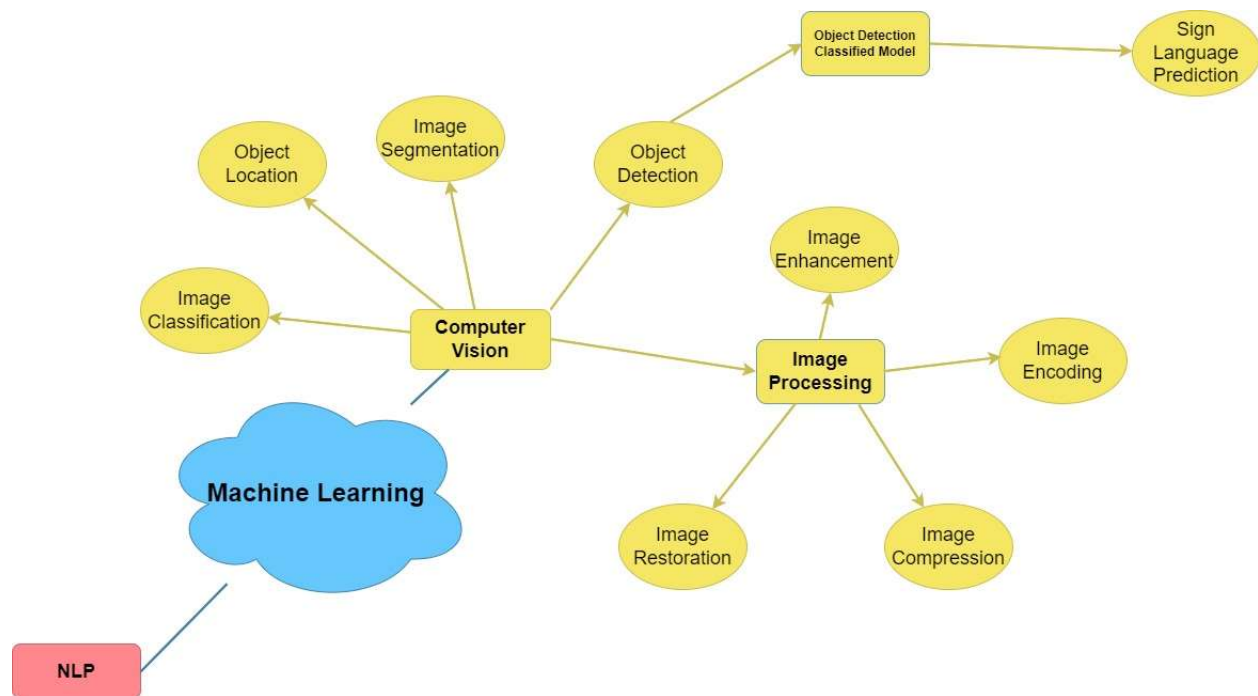 Object Detection
Classified Model
Sign
Language
Prediction
Image
Segmentation
Object
Location
Object
Detection
Image
Enhancement
Image
Classification
Computer
Vision
Image
Processing
Image
Encoding
Machine Learning
Image
Restoration
Image
Compression
NLP